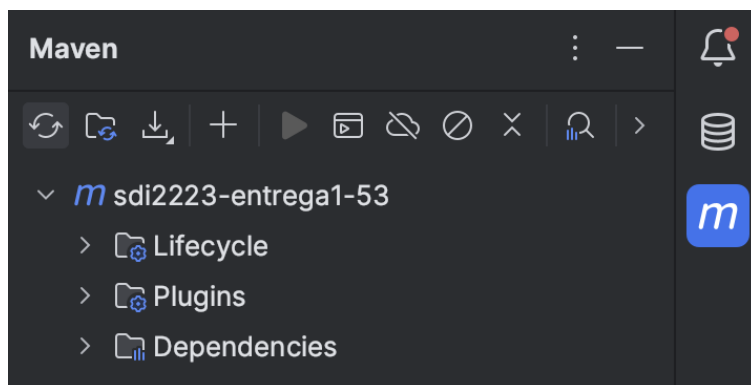 Maven
m sdi2223-entrega1-53
m
Lifecycle
Plugins
Dependencies